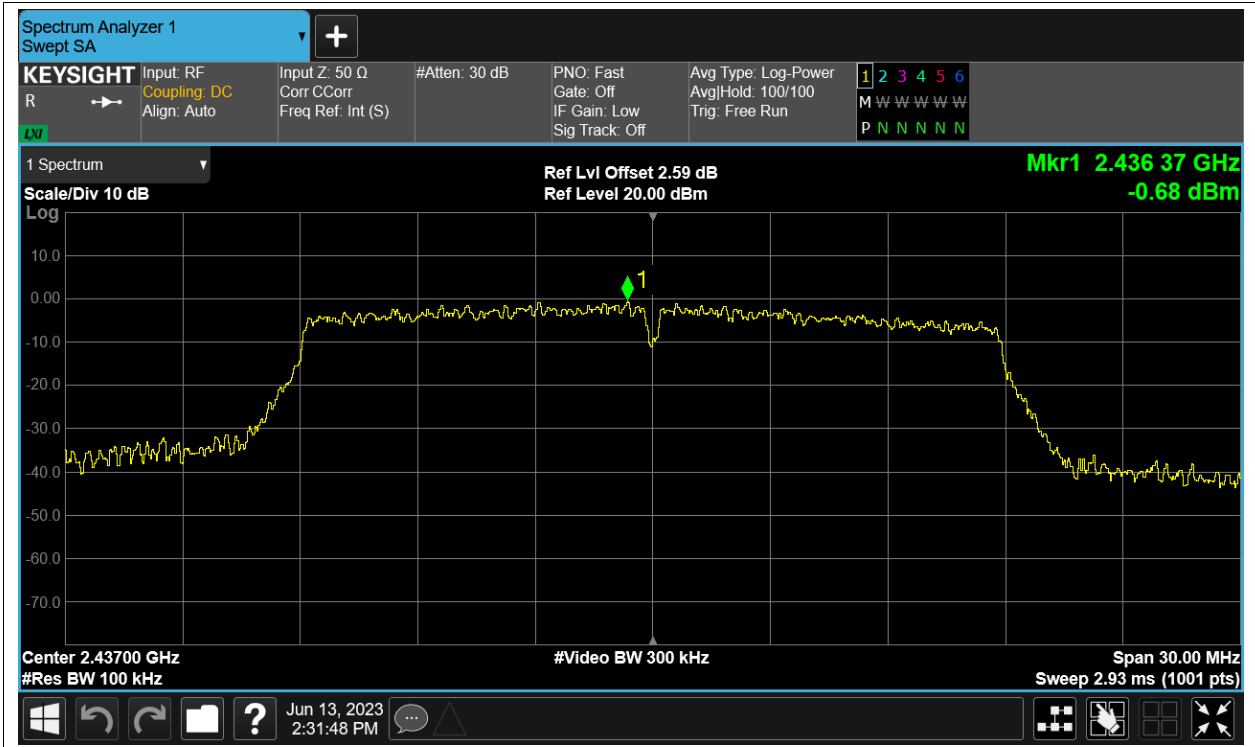 Spectrum Analyzer 1
Swept SA
KEYSIGHT
R
LXI
Input: RF
Coupling: DC
Align: Auto
Input Z: 50 Ω
Corr CCorr
Freq Ref: Int (S)
#Atten: 30 dB
PNO: Fast
Gate: Off
IF Gain: Low
Sig Track: Off
Avg Type: Log-Power
Avg|Hold: 100/100
Trig: Free Run
1 2 3 4 5 6
M W W W W W
P N N N N N
1 Spectrum
Scale/Div 10 dB
Log
Ref Lvl Offset 2.59 dB
Ref Level 20.00 dBm
Mkr1 2.436 37 GHz
-0.68 dBm
1
10.0
0.00
-10.0
-20.0
-30.0
-40.0
-50.0
-60.0
-70.0
Center 2.43700 GHz
#Res BW 100 kHz
#Video BW 300 kHz
Span 30.00 MHz
Sweep 2.93 ms (1001 pts)
?
Jun 13, 2023
2:31:48 PM